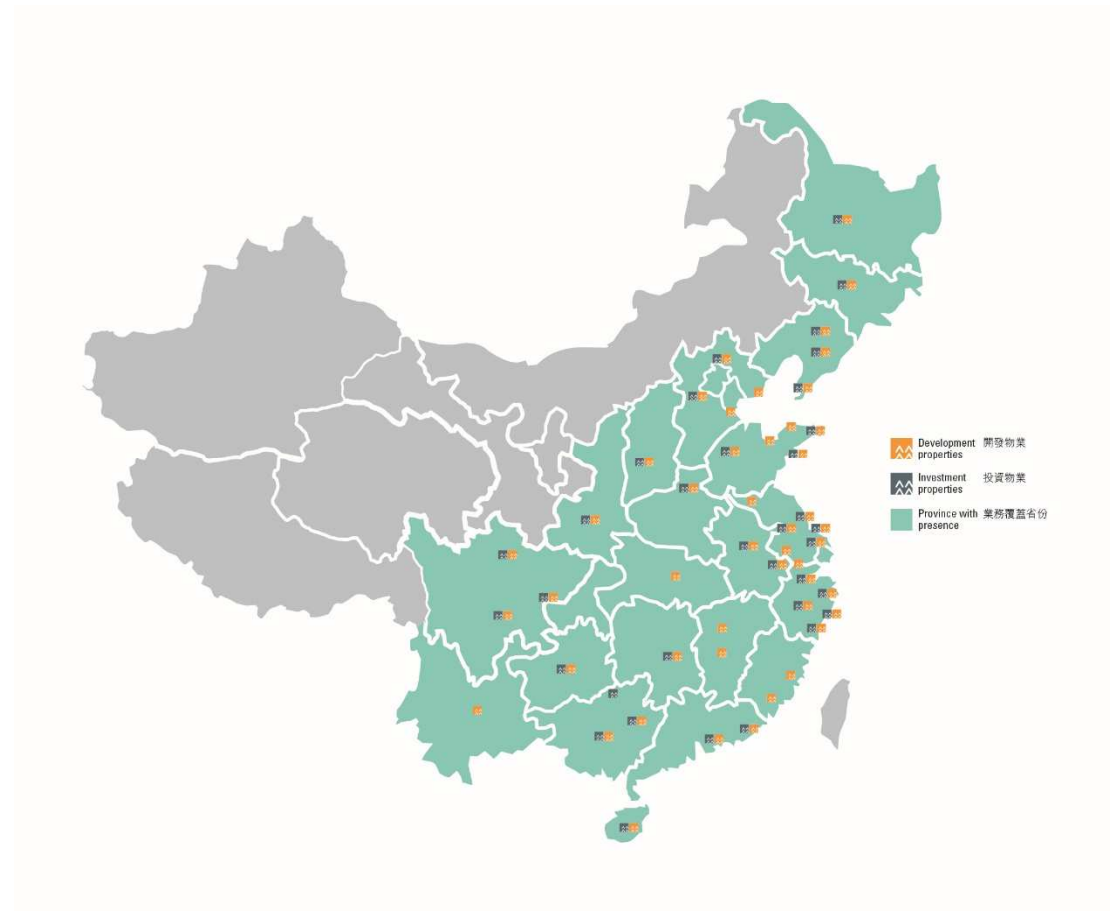 Development 開發物業
properties
Investment 投資物業
properties
Province with 業務覆蓋省份
presence